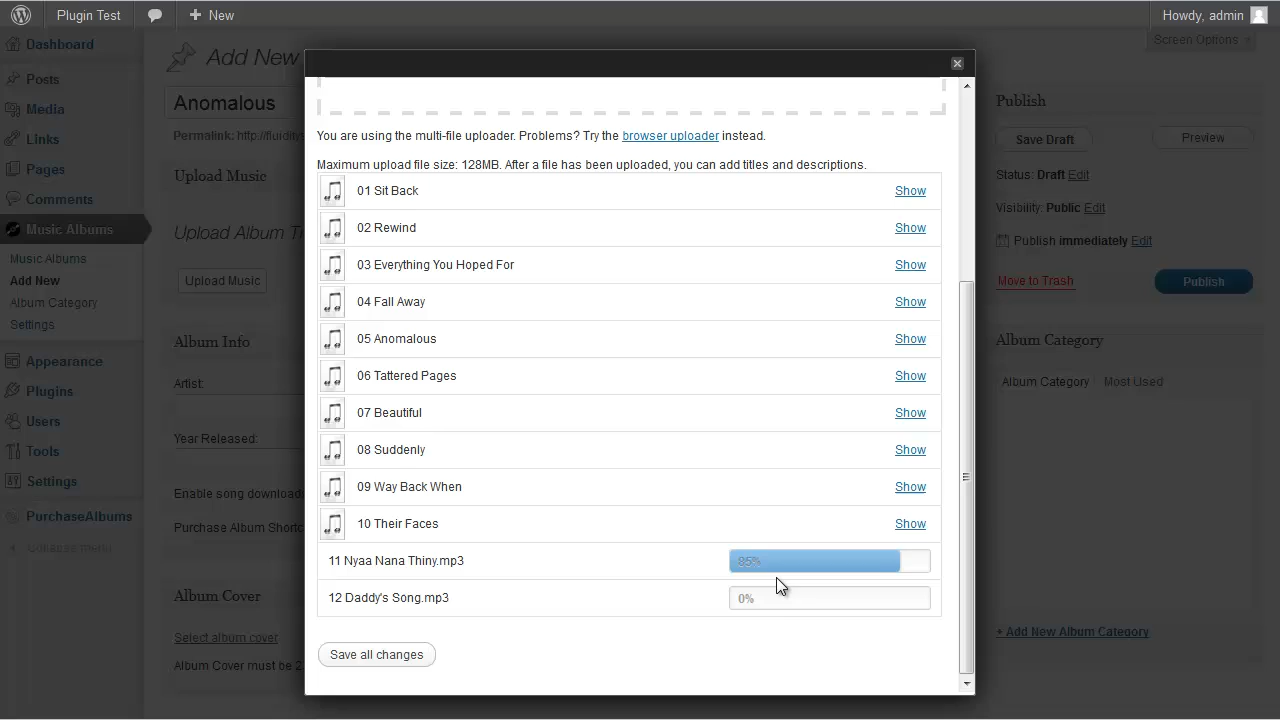 Plugin Test
New
Howdy, admin
Dashboard
Posts
Media
Links
Pages
Comments
Music Albums
Music Albums
Add New
Album Category
Settings
Appearance
Plugins
Users
Tools
Settings
PurchaseAlbums
Collapse menu
Add New
Screen Options
Anomalous
Permalink: http://fluidity
Upload Music
Upload Album T
Upload Music
Album Info
Artist:
Year Released:
Enable song download
Purchase Album Shortc
Album Cover
Select album cover
Album Cover must be 2
You are using the multi-file uploader. Problems? Try the browser uploader instead.
Maximum upload file size: 128MB. After a file has been uploaded, you can add titles and descriptions.
01 Sit Back Show
02 Rewind Show
03 Everything You Hoped For Show
04 Fall Away Show
05 Anomalous Show
06 Tattered Pages Show
07 Beautiful Show
08 Suddenly Show
09 Way Back When Show
10 Their Faces Show
11 Nyaa Nana Thiny.mp3 85%
12 Daddy's Song.mp3 0%
Save all changes
Publish
Save Draft Preview
Status: Draft Edit
Visibility: Public Edit
Publish immediately Edit
Move to Trash Publish
Album Category
Album Category Most Used
+ Add New Album Category